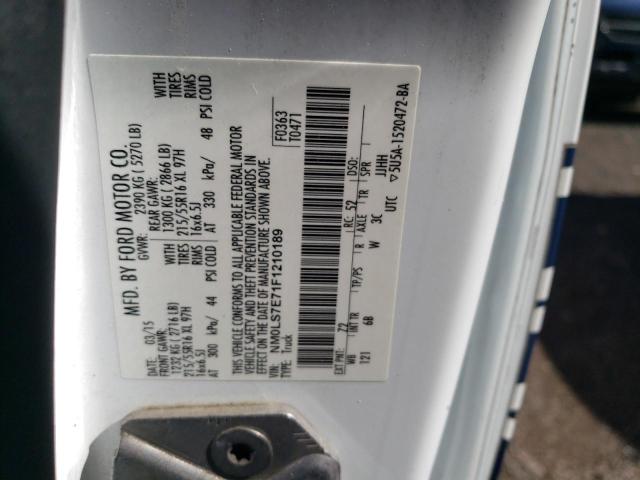 MFD. BY FORD MOTOR CO.
DATE: 03/15 GVWR: 2390 KG ( 5270 LB)
FRONT GAWR: REAR GAWR:
1232 KG ( 2716 LB) WITH 1300 KG ( 2866 LB) WITH
215/55R16 XL 97H TIRES 215/55R16 XL 97H TIRES
16x6.5J RIMS 16x6.5J RIMS
AT 300 kPa/ 44 PSI COLD AT 330 kPa/ 48 PSI COLD
THIS VEHICLE CONFORMS TO ALL APPLICABLE FEDERAL MOTOR
VEHICLE SAFETY AND THEFT PREVENTION STANDARDS IN
EFFECT ON THE DATE OF MANUFACTURE SHOWN ABOVE.
VIN: NM0LS7E71F1210189
TYPE: Truck
F0363
T0471
EXT PNT: 7Z RC: 52 DSO:
WB INT TR TP/PS R AXLE TR SPR
121 6B W 3C JJHH
UTC ▽5U5A-1520472-BA